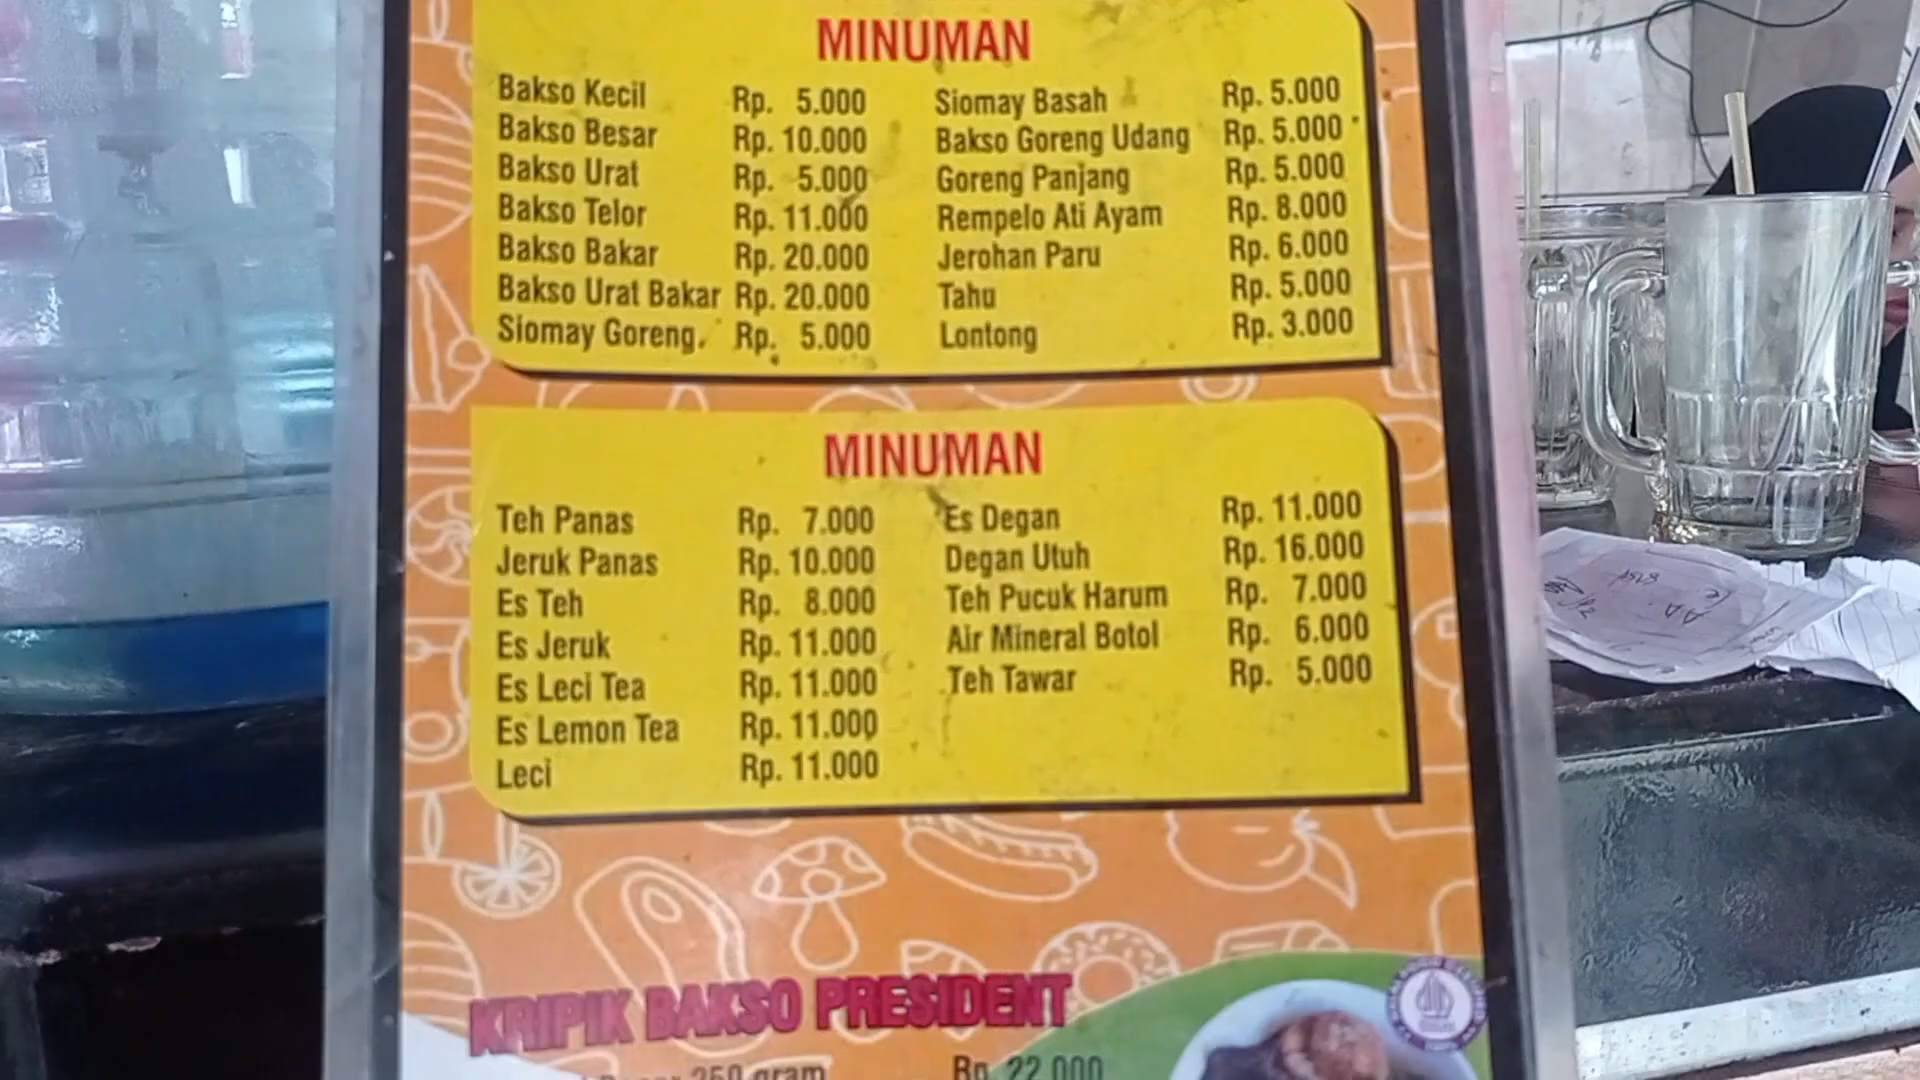 MINUMAN
Bakso Kecil Rp. 5.000
Bakso Besar Rp. 10.000
Bakso Urat Rp. 5.000
Bakso Telor Rp. 11.000
Bakso Bakar Rp. 20.000
Bakso Urat Bakar Rp. 20.000
Siomay Goreng Rp. 5.000
Siomay Basah Rp. 5.000
Bakso Goreng Udang Rp. 5.000
Goreng Panjang Rp. 5.000
Rempelo Ati Ayam Rp. 8.000
Jerohan Paru Rp. 6.000
Tahu Rp. 5.000
Lontong Rp. 3.000
MINUMAN
Teh Panas Rp. 7.000
Jeruk Panas Rp. 10.000
Es Teh Rp. 8.000
Es Jeruk Rp. 11.000
Es Leci Tea Rp. 11.000
Es Lemon Tea Rp. 11.000
Leci Rp. 11.000
Es Degan Rp. 11.000
Degan Utuh Rp. 16.000
Teh Pucuk Harum Rp. 7.000
Air Mineral Botol Rp. 6.000
Teh Tawar Rp. 5.000
KRIPIK BAKSO PRESIDENT
250 gram Rp. 22.000